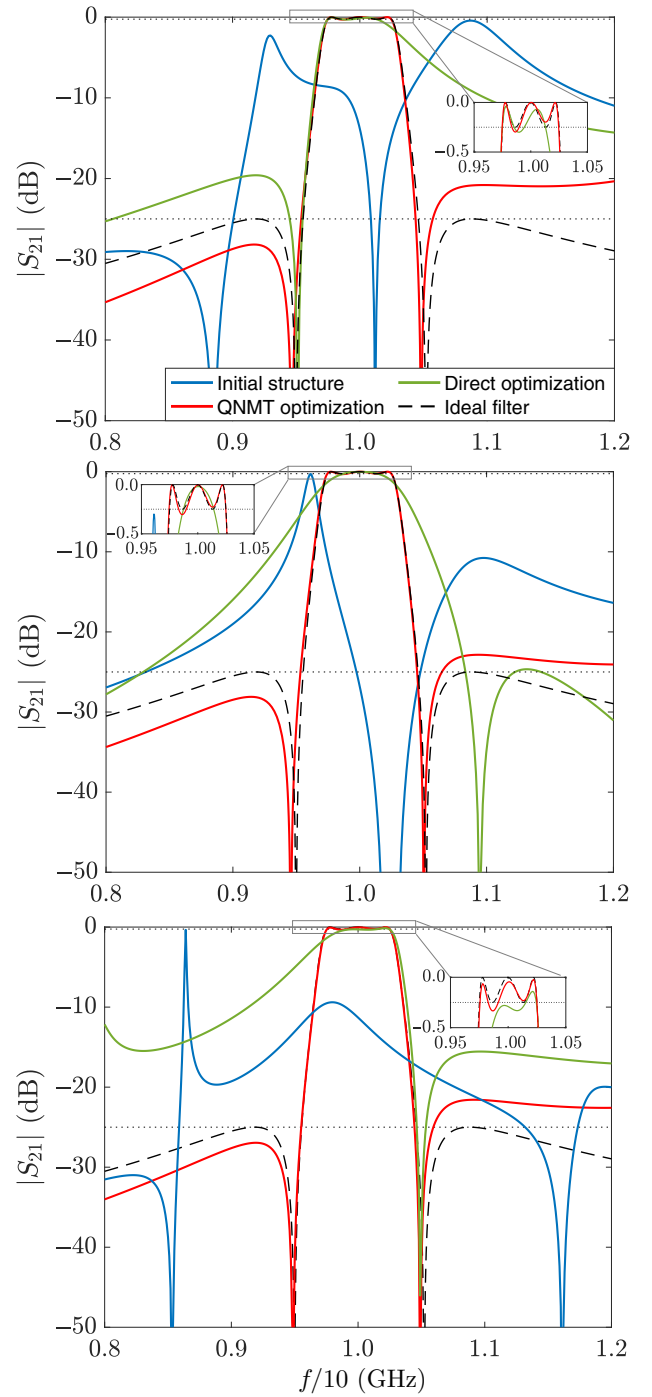 0
−10
−20
−30
−40
−50
|S21| (dB)
0.0
−0.5
0.95 1.00 1.05
Initial structure Direct optimization
QNMT optimization Ideal filter
0.8 0.9 1.0 1.1 1.2
0
−10
−20
−30
−40
−50
|S21| (dB)
0.0
−0.5
0.95 1.00 1.05
0.8 0.9 1.0 1.1 1.2
0
−10
−20
−30
−40
−50
|S21| (dB)
0.0
−0.5
0.95 1.00 1.05
0.8 0.9 1.0 1.1 1.2
f/10 (GHz)